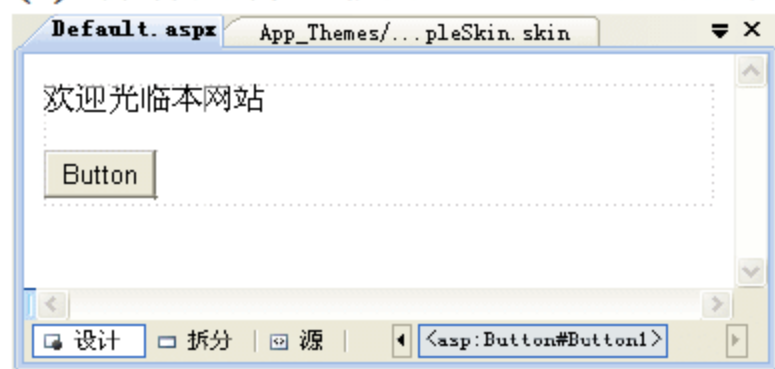 Default.aspx App_Themes/...pleSkin.skin
欢迎光临本网站
Button
设计 拆分 源 <asp:Button#Button1>